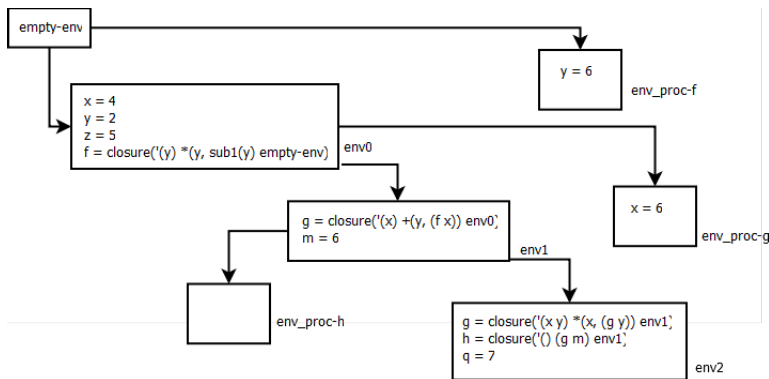 empty-env
y = 6
env_proc-f
x = 4
y = 2
z = 5
f = closure('(y) *(y, sub1(y) empty-env)
env0
x = 6
env_proc-g
g = closure('(x) +(y, (f x)) env0)
m = 6
env1
env_proc-h
g = closure('(x y) *(x, (g y)) env1)
h = closure('() (g m) env1)
q = 7
env2